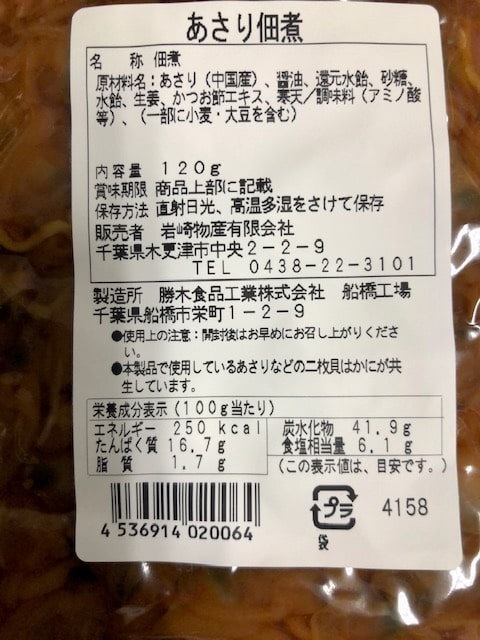 あさり佃煮
名　称 佃煮
原材料名：あさり（中国産）、醤油、還元水飴、砂糖、
水飴、生姜、かつお節エキス、寒天／調味料（アミノ酸
等）、（一部に小麦・大豆を含む）
内容量　１２０ｇ
賞味期限 商品上部に記載
保存方法 直射日光、高温多湿をさけて保存
販売者　岩崎物産有限会社
千葉県木更津市中央２－２－９
ＴＥＬ ０４３８－２２－３１０１
製造所　勝木食品工業株式会社　船橋工場
千葉県船橋市栄町１－２－９
●使用上の注意：開封後はお早めにお召し上がりくださ
い。
●本製品で使用しているあさりなどの二枚貝はかにが共
生しています。
栄養成分表示（１００ｇ当たり）
エネルギー　250 kcal　炭水化物　41.9g
たんぱく質 16.7g　食塩相当量 6.1g
脂質　1.7g　（この表示値は、目安です。）
4 536914 020064
プラ
袋
4158